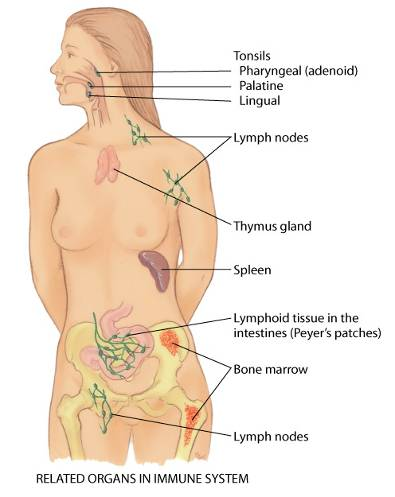 Tonsils
Pharyngeal (adenoid)
Palatine
Lingual
Lymph nodes
Thymus gland
Spleen
Lymphoid tissue in the
intestines (Peyer's patches)
Bone marrow
Lymph nodes
RELATED ORGANS IN IMMUNE SYSTEM